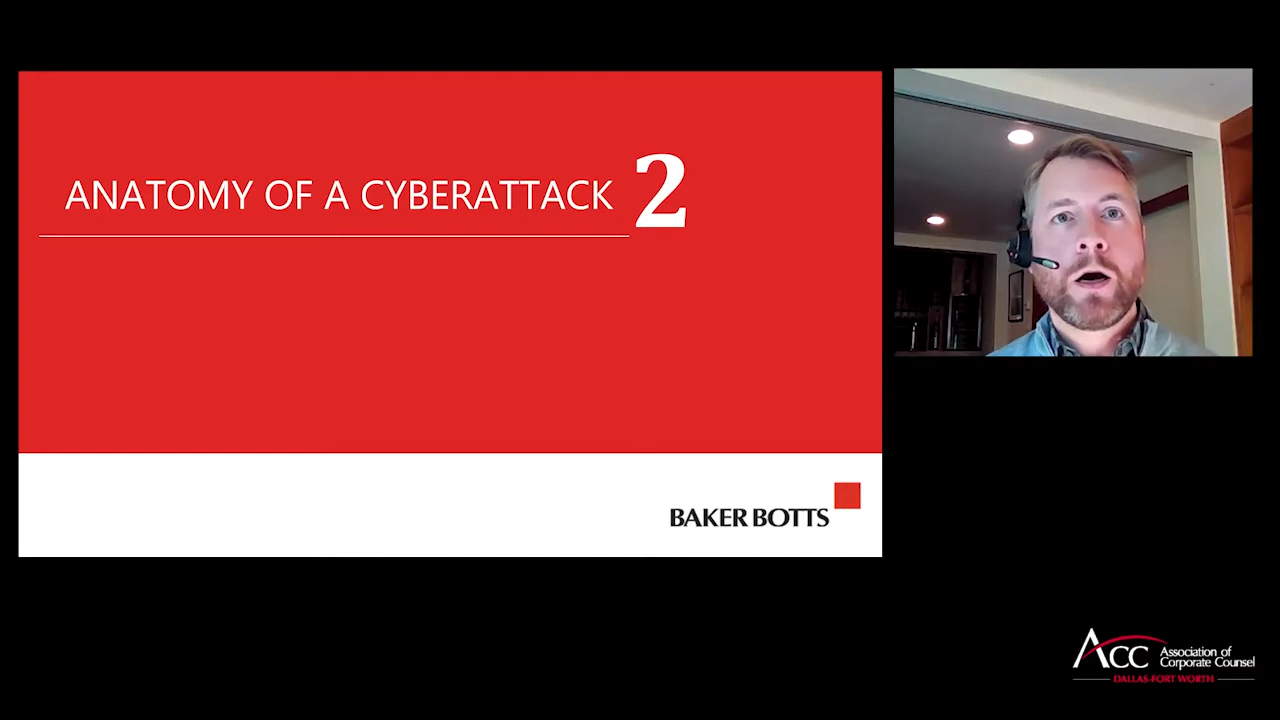 ANATOMY OF A CYBERATTACK 2
BAKER BOTTS
ACC
Association of
Corporate Counsel
DALLAS-FORT WORTH